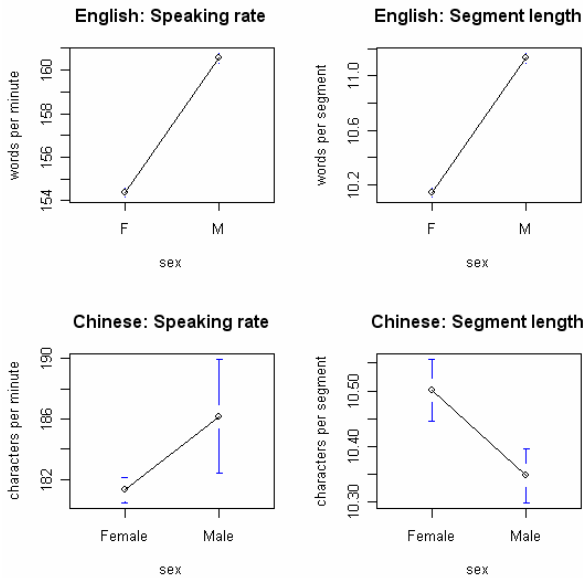 English: Speaking rate
words per minute
154 156 158 160
F M
sex
English: Segment length
words per segment
10.2 10.6 11.0
F M
sex
Chinese: Speaking rate
characters per minute
182 186 190
Female Male
sex
Chinese: Segment length
characters per segment
10.30 10.40 10.50
Female Male
sex